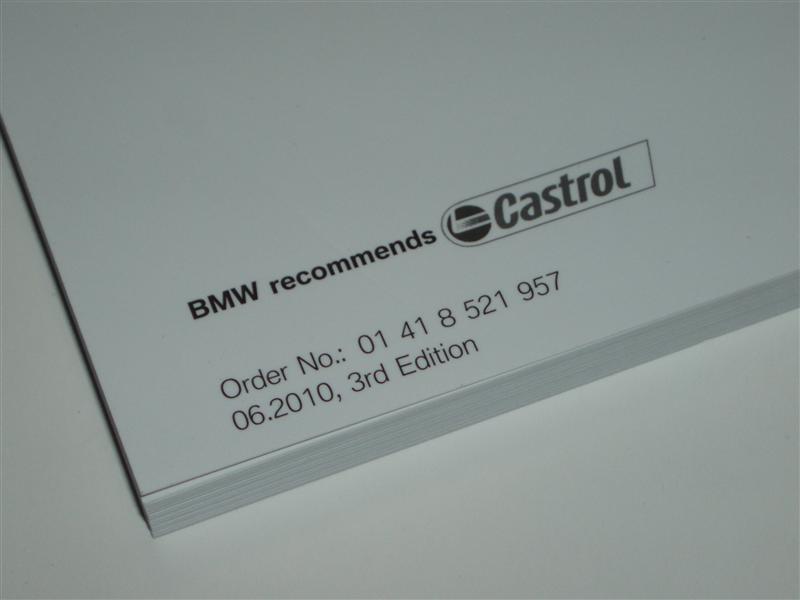 BMW recommends Castrol
Order No.: 01 41 8 521 957
06.2010, 3rd Edition